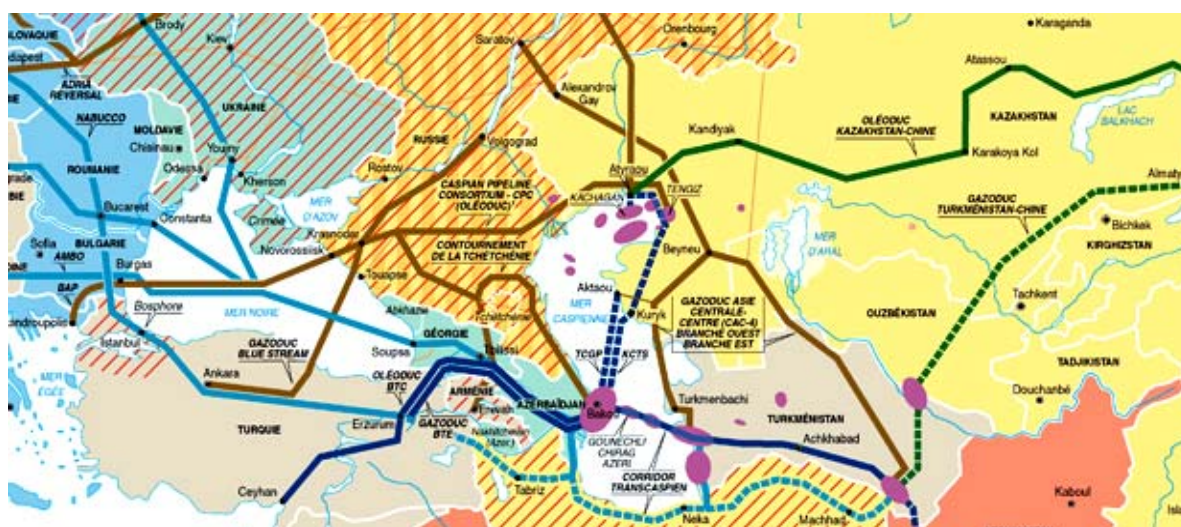 Brody
Kiev
SLOVAQUIE
ADRIA
REVERSAL
NABUCCO
UKRAINE
MOLDAVIE
Chisinau
Odessa
Youjny
Kherson
Crimée
ROUMANIE
Bucarest
Constanta
BULGARIE
Sofia
AMBO
Burgas
BAP
Bosphore
Istanbul
MER NOIRE
MER
D'AZOV
Novorossiisk
Krasnodar
Touapse
Rostov
RUSSIE
Volgograd
Saratov
Alexandrov
Gay
Orenbourg
CASPIAN PIPELINE
CONSORTIUM - CPC
(OLÉODUC)
CONTOURNEMENT
DE LA TCHÉTCHÉNIE
Tchétchénie
Abkhazie
GÉORGIE
Soupsa
Tbilissi
GAZODUC
BLUE STREAM
Ankara
TURQUIE
Ceyhan
Erzurum
OLÉODUC
BTC
GAZODUC
BTE
ARMÉNIE
Erevan
Nakhitchevan
(Azer.)
AZERBAÏDJAN
Bakou
Tabriz
MER
ÉGÉE
Atyraou
KACHAGAN
TENGIZ
Kandiyak
Beyneu
Aktaou
Kuryk
MER
CASPIENNE
TCGP
KCTS
GAZODUC ASIE
CENTRALE-
CENTRE (CAC-4)
BRANCHE OUEST
BRANCHE EST
GOUNECHLI
CHIRAG
AZERI
CORRIDOR
TRANSCASPIEN
Turkmenbachi
TURKMÉNISTAN
Achkhabad
Neka
Machhad
MER
D'ARAL
OLÉODUC
KAZAKHSTAN-CHINE
Karaganda
Atassou
KAZAKHSTAN
LAC
BALKHACH
Karakoya Kol
GAZODUC
TURKMÉNISTAN-CHINE
Almaty
Bichkek
KIRGHIZSTAN
Tachkent
OUZBÉKISTAN
TADJIKISTAN
Douchanbé
Kaboul